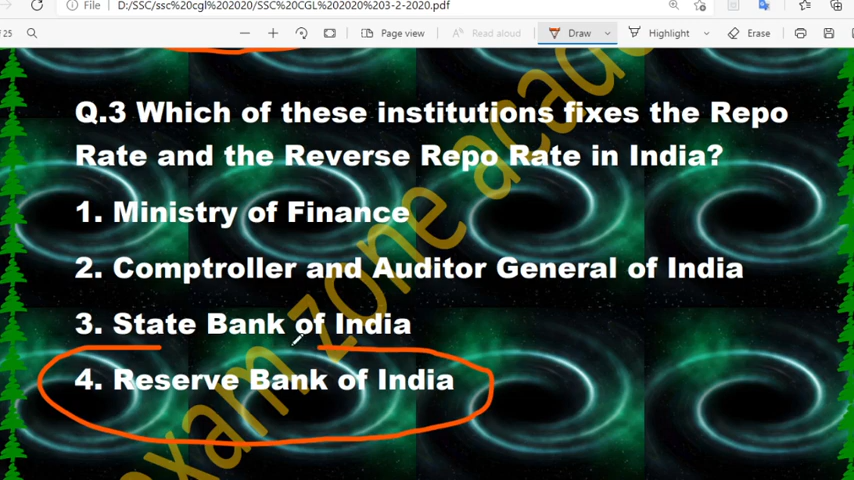 File D:/SSC/ssc%20cgl%202020/SSC%20CGL%202020%203-2-2020.pdf
25 Page view Read aloud Draw Highlight Erase
Q.3 Which of these institutions fixes the Repo
Rate and the Reverse Repo Rate in India?
1. Ministry of Finance
2. Comptroller and Auditor General of India
3. State Bank of India
4. Reserve Bank of India
exam zone academ